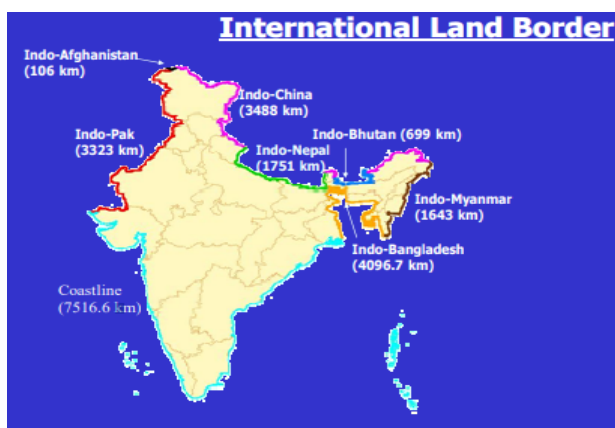 International Land Border
Indo-Afghanistan
(106 km)
Indo-China
(3488 km)
Indo-Pak
(3323 km)
Indo-Bhutan (699 km)
Indo-Nepal
(1751 km)
Indo-Myanmar
(1643 km)
Indo-Bangladesh
(4096.7 km)
Coastline
(7516.6 km)